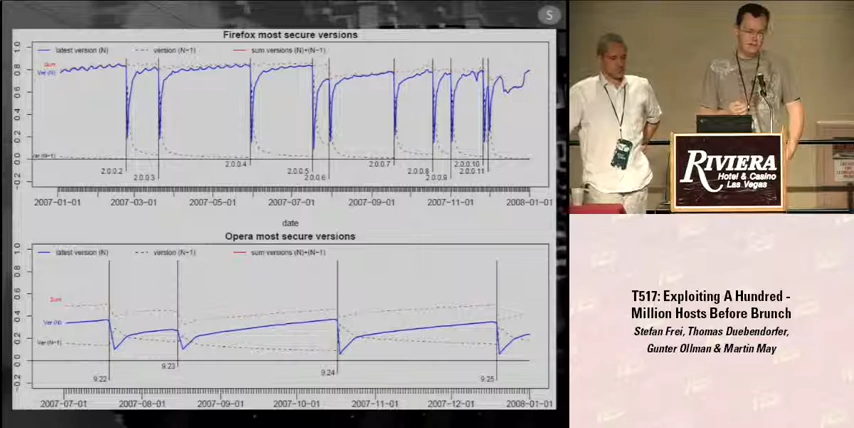 S
Firefox most secure versions
latest version (N) version (N-1) sum versions (N)+(N-1)
1.0
0.8
0.6
0.4
0.2
0.0
-0.2
Sum
Ver (N)
2.0.0.2
2.0.0.3
2.0.0.4
2.0.0.5
2.0.0.6
2.0.0.7
2.0.0.8
2.0.0.9
2.0.0.10
2.0.0.11
2007-01-01 2007-03-01 2007-05-01 2007-07-01 2007-09-01 2007-11-01 2008-01-01
date
Opera most secure versions
latest version (N) version (N-1) sum versions (N)+(N-1)
1.0
0.8
0.6
0.4
0.2
0.0
-0.2
Sum
Ver (N)
Ver (N-1)
9.22
9.23
9.24
9.25
2007-07-01 2007-08-01 2007-09-01 2007-10-01 2007-11-01 2007-12-01 2008-01-01
RIVIERA
Hotel & Casino
Las Vegas
T517: Exploiting A Hundred -
Million Hosts Before Brunch
Stefan Frei, Thomas Duebendorfer,
Gunter Ollman & Martin May